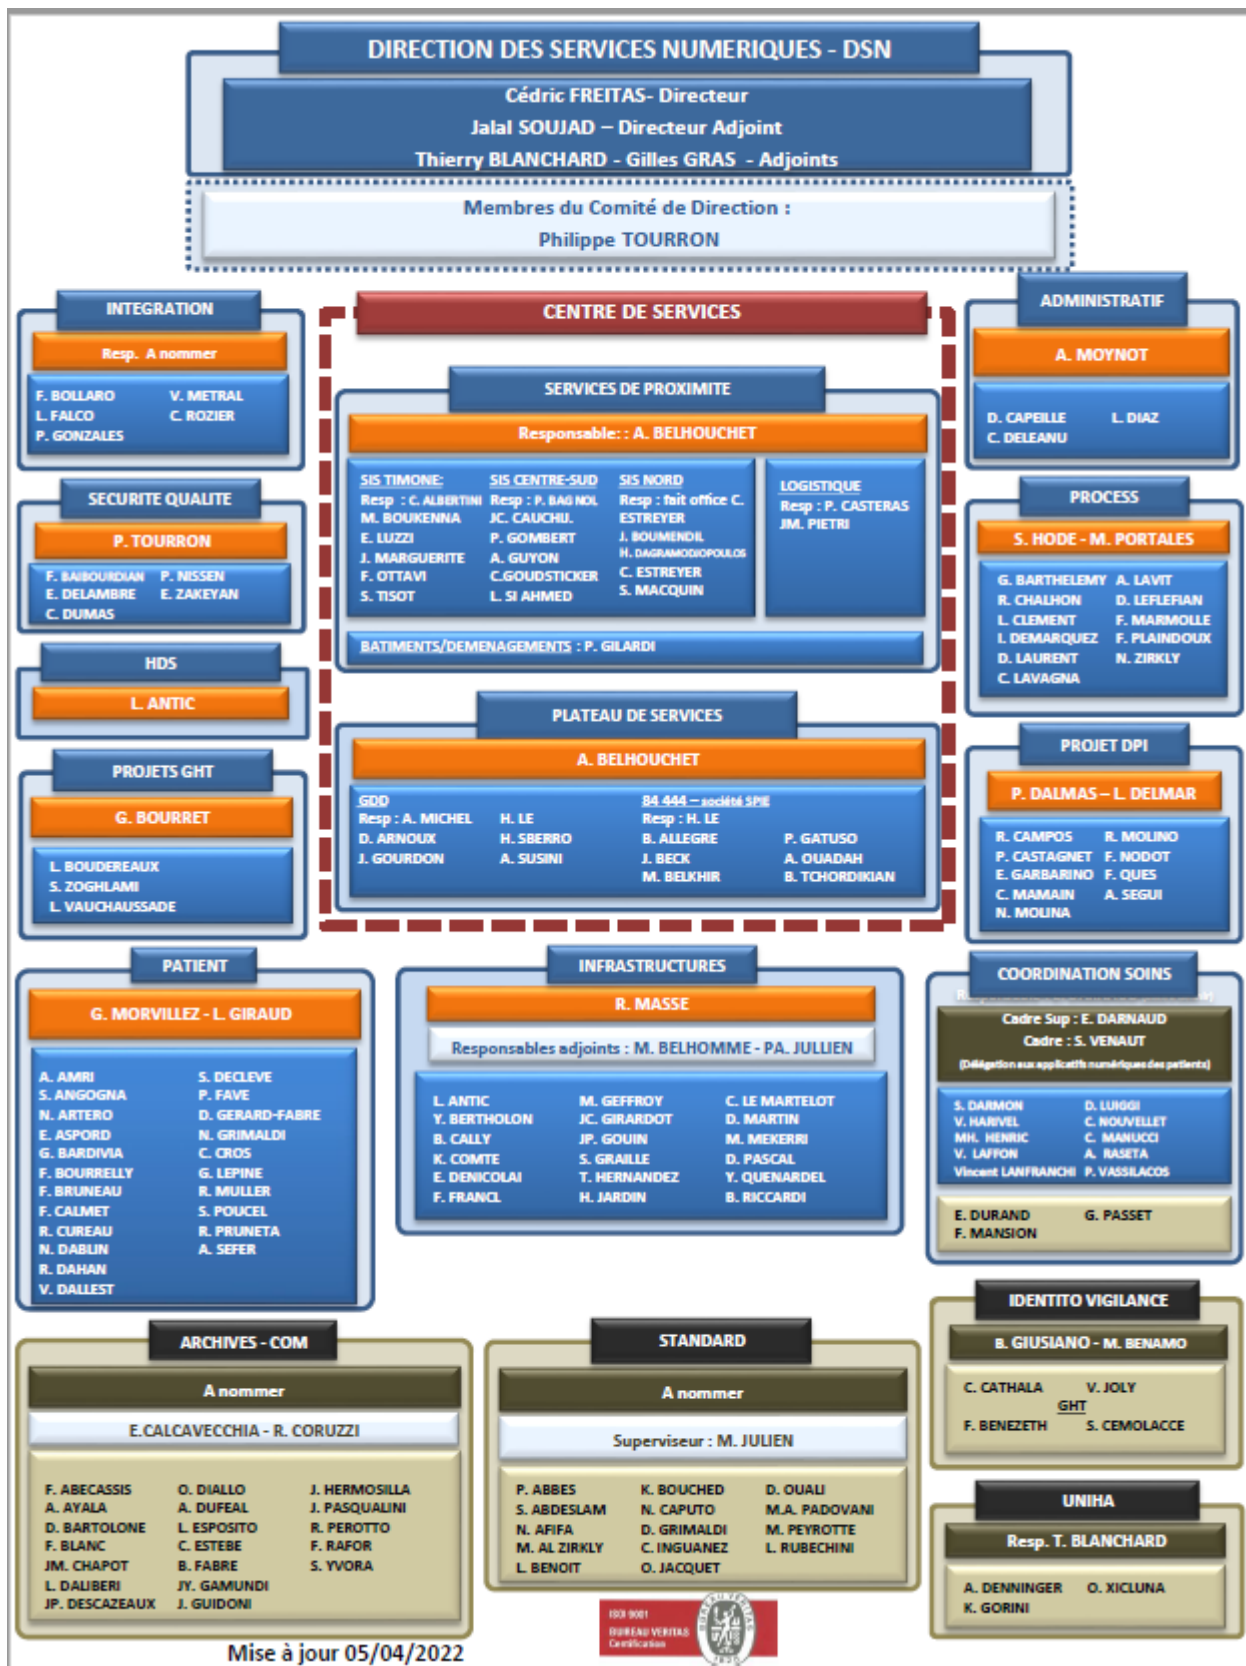 DIRECTION DES SERVICES NUMERIQUES - DSN
Cédric FREITAS- Directeur
Jalal SOUJAD – Directeur Adjoint
Thierry BLANCHARD - Gilles GRAS - Adjoints
Membres du Comité de Direction :
Philippe TOURRON
INTEGRATION
Resp. A nommer
F. BOLLARO V. METRAL
L. FALCO C. ROZIER
P. GONZALES
SECURITE QUALITE
P. TOURRON
F. BAIBOURDIAN P. NISSEN
E. DELAMBRE E. ZAKEYAN
C. DUMAS
HDS
L. ANTIC
PROJETS GHT
G. BOURRET
L. BOUDEREAUX
S. ZOGHLAMI
L. VAUCHAUSSADE
CENTRE DE SERVICES
SERVICES DE PROXIMITE
Responsable: : A. BELHOUCHET
SIS TIMONE:
Resp : C. ALBERTINI
M. BOUKENNA
E. LUZZI
J. MARGUERITE
F. OTTAVI
S. TISOT
SIS CENTRE-SUD
Resp : P. BAGNOL
JC. CAUCHU.
P. GOMBERT
A. GUYON
C.GOUDSTICKER
L. SI AHMED
SIS NORD
Resp : fait office C.
ESTREYER
J. BOUMENDIL
H. DAGRAMODJOPOULOS
C. ESTREYER
S. MACQUIN
LOGISTIQUE
Resp : P. CASTERAS
JM. PIETRI
BATIMENTS/DEMENAGEMENTS : P. GILARDI
PLATEAU DE SERVICES
A. BELHOUCHET
GDD
Resp : A. MICHEL H. LE
D. ARNOUX H. SBERRO
J. GOURDON A. SUSINI
84 444 – société SPIE
Resp : H. LE
B. ALLEGRE P. GATUSO
J. BECK A. OUADAH
M. BELKHIR B. TCHORDIKIAN
ADMINISTRATIF
A. MOYNOT
D. CAPEILLE L. DIAZ
C. DELEANU
PROCESS
S. HODE - M. PORTALES
G. BARTHELEMY A. LAVIT
R. CHALHON D. LEFLEFIAN
L. CLEMENT F. MARMOLLE
I. DEMARQUEZ F. PLAINDOUX
D. LAURENT N. ZIRKLY
C. LAVAGNA
PROJET DPI
P. DALMAS – L. DELMAR
R. CAMPOS R. MOLINO
P. CASTAGNET F. NODOT
E. GARBARINO F. QUES
C. MAMAIN A. SEGUI
N. MOLINA
PATIENT
G. MORVILLEZ - L. GIRAUD
A. AMRI S. DECLEVE
S. ANGOGNA P. FAVE
N. ARTERO D. GERARD-FABRE
E. ASPORD N. GRIMALDI
G. BARDIVIA C. CROS
F. BOURRELLY G. LEPINE
F. BRUNEAU R. MULLER
F. CALMET S. POUCEL
R. CUREAU R. PRUNETA
N. DABLIN A. SEFER
R. DAHAN
V. DALLEST
INFRASTRUCTURES
R. MASSE
Responsables adjoints : M. BELHOMME - PA. JULLIEN
L. ANTIC M. GEFFROY C. LE MARTELOT
Y. BERTHOLON JC. GIRARDOT D. MARTIN
B. CALLY JP. GOUIN M. MEKERRI
K. COMTE S. GRAILLE D. PASCAL
E. DENICOLAI T. HERNANDEZ Y. QUENARDEL
F. FRANCL H. JARDIN B. RICCARDI
COORDINATION SOINS
Cadre Sup : E. DARNAUD
Cadre : S. VENAUT
(Délégation aux applicatifs numériques des patients)
S. DARMON D. LUIGGI
V. HARIVEL C. NOUVELLET
MH. HENRIC C. MANUCCI
V. LAFFON A. RASETA
Vincent LANFRANCHI P. VASSILACOS
E. DURAND G. PASSET
F. MANSION
IDENTITO VIGILANCE
B. GIUSIANO - M. BENAMO
C. CATHALA V. JOLY
GHT
F. BENEZETH S. CEMOLACCE
UNIHA
Resp. T. BLANCHARD
A. DENNINGER O. XICLUNA
K. GORINI
ARCHIVES - COM
A nommer
E.CALCAVECCHIA - R. CORUZZI
F. ABECASSIS O. DIALLO J. HERMOSILLA
A. AYALA A. DUFEAL J. PASQUALINI
D. BARTOLONE L. ESPOSITO R. PEROTTO
F. BLANC C. ESTEBE F. RAFOR
JM. CHAPOT B. FABRE S. YVORA
L. DALIBERI JY. GAMUNDI
JP. DESCAZEAUX J. GUIDONI
STANDARD
A nommer
Superviseur : M. JULIEN
P. ABBES K. BOUCHED D. OUALI
S. ABDESLAM N. CAPUTO M.A. PADOVANI
N. AFIFA D. GRIMALDI M. PEYROTTE
M. AL ZIRKLY C. INGUANEZ L. RUBECHINI
L. BENOIT O. JACQUET
ISO 9001
BUREAU VERITAS
Certification
BUREAU VERITAS
1828
Mise à jour 05/04/2022